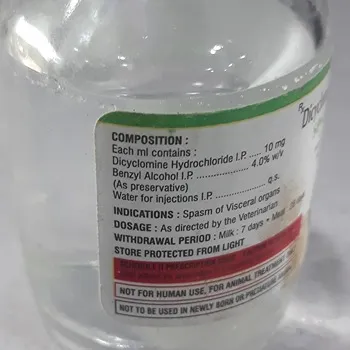 COMPOSITION :
Each ml contains :
Dicyclomine Hydrochloride I.P. .... 10 mg
Benzyl Alcohol I.P. .............. 4.0% w/v
(As preservative)
Water for injections I.P. .......... q.s.
INDICATIONS : Spasm of Visceral organs
DOSAGE : As directed by the Veterinarian
WITHDRAWAL PERIOD : Milk : 7 days • Meat : 28
STORE PROTECTED FROM LIGHT
NOT FOR HUMAN USE, FOR ANIMAL TREATMENT
NOT TO BE USED IN NEWLY BORN OR PREMATURE
℞